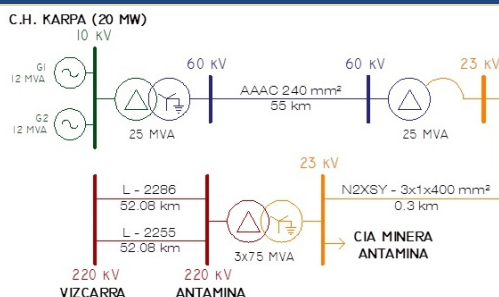 C.H. KARPA (20 MW)
10 kV
G1
12 MVA
G2
12 MVA
25 MVA
60 kV
AAAC 240 mm²
55 km
60 kV
25 MVA
23 kV
L - 2286
52.08 km
L - 2255
52.08 km
220 kV
VIZCARRA
220 kV
ANTAMINA
3x75 MVA
23 kV
N2XSY - 3x1x400 mm²
0.3 km
CIA MINERA
ANTAMINA